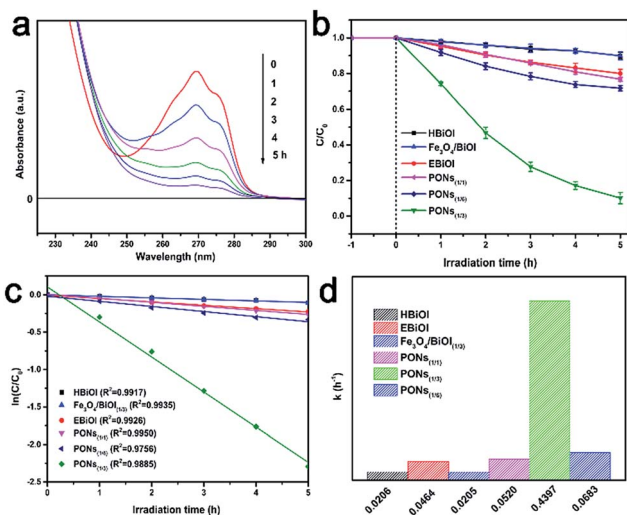 a
Absorbance (a.u.)
0
0
1
2
3
4
5 h
230 240 250 260 270 280 290 300
Wavelength (nm)
b
C/C0
1.0
0.8
0.6
0.4
0.2
0.0
HBiOI
Fe3O4/BiOI
EBiOI
PONs(1/1)
PONs(1/6)
PONs(1/3)
-1 0 1 2 3 4 5
Irradiation time (h)
c
ln(C/C0)
0.0
-0.5
-1.0
-1.5
-2.0
-2.5
HBiOI (R2=0.9917)
Fe3O4/BiOI(1/3) (R2=0.9935)
EBiOI (R2=0.9926)
PONs(1/1) (R2=0.9950)
PONs(1/6) (R2=0.9756)
PONs(1/3) (R2=0.9885)
0 1 2 3 4 5
Irradiation time (h)
d
k (h-1)
HBiOI
EBiOI
Fe3O4/BiOI(1/3)
PONs(1/1)
PONs(1/3)
PONs(1/6)
0.0206 0.0464 0.0205 0.0520 0.4397 0.0683